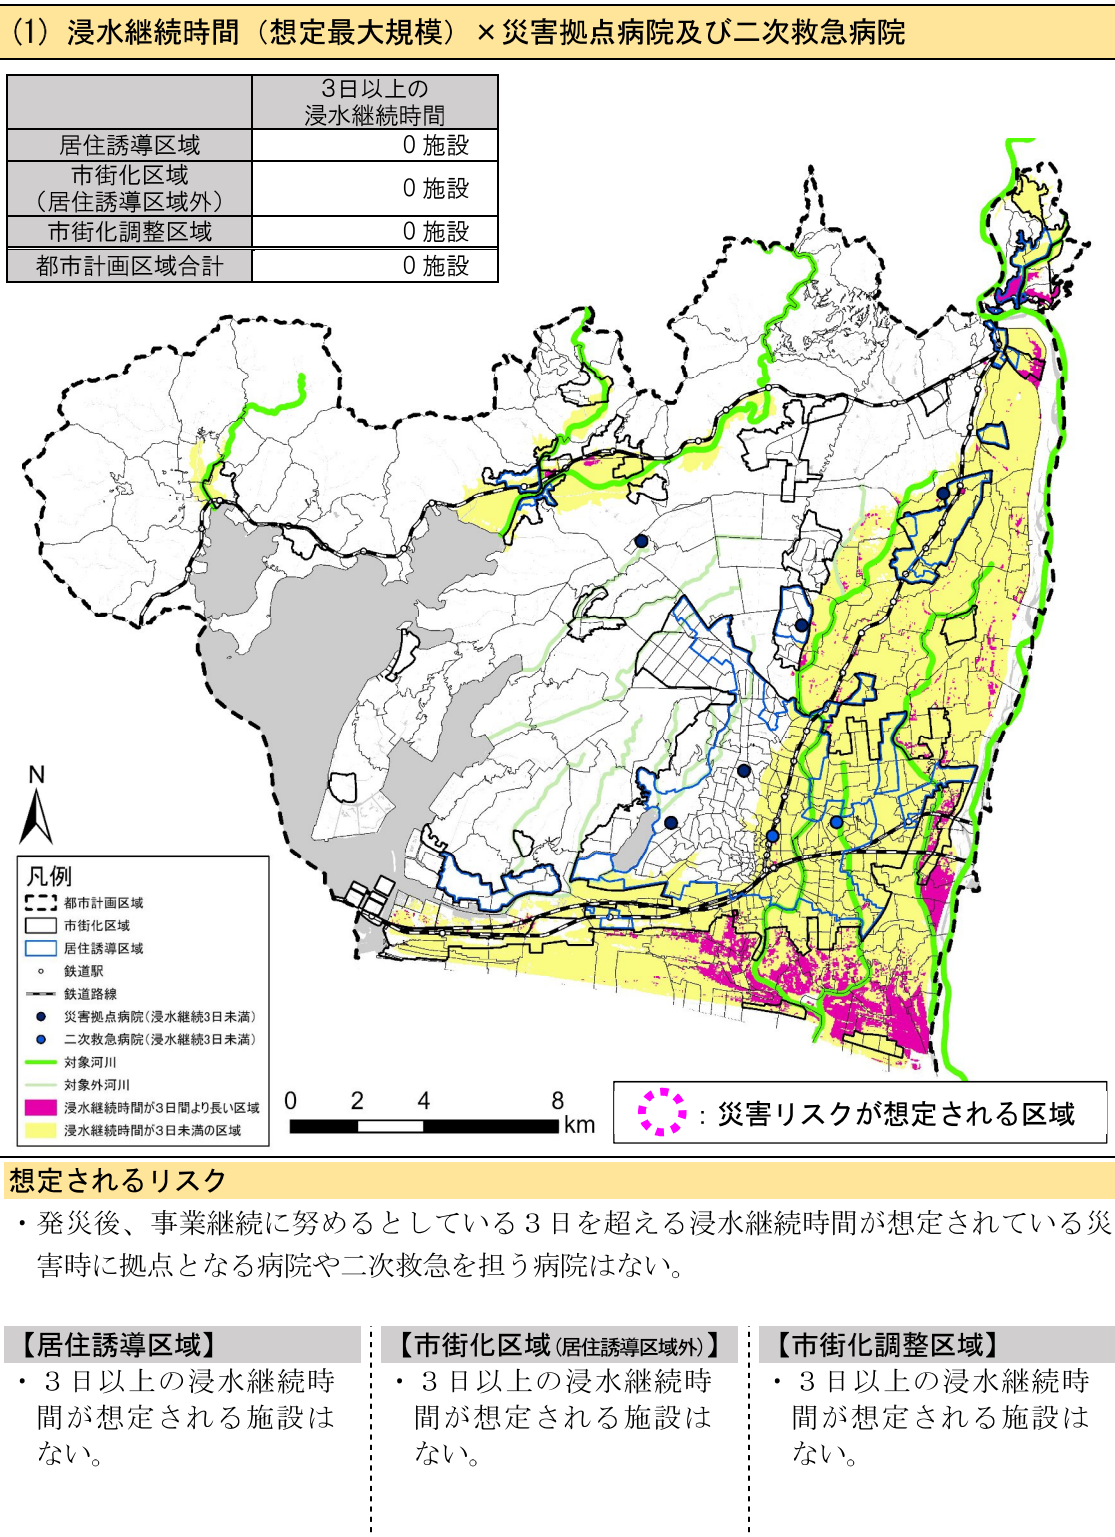 (1) 浸水継続時間（想定最大規模）×災害拠点病院及び二次救急病院
3日以上の
浸水継続時間
居住誘導区域 0 施設
市街化区域
（居住誘導区域外） 0 施設
市街化調整区域 0 施設
都市計画区域合計 0 施設
N
凡例
都市計画区域
市街化区域
居住誘導区域
鉄道駅
鉄道路線
災害拠点病院（浸水継続3日未満）
二次救急病院（浸水継続3日未満）
対象河川
対象外河川
浸水継続時間が3日間より長い区域
浸水継続時間が3日未満の区域
0 2 4 8 km
：災害リスクが想定される区域
想定されるリスク
・発災後、事業継続に努めるとしている３日を超える浸水継続時間が想定されている災
害時に拠点となる病院や二次救急を担う病院はない。
【居住誘導区域】
・３日以上の浸水継続時
間が想定される施設は
ない。
【市街化区域（居住誘導区域外）】
・３日以上の浸水継続時
間が想定される施設は
ない。
【市街化調整区域】
・３日以上の浸水継続時
間が想定される施設は
ない。